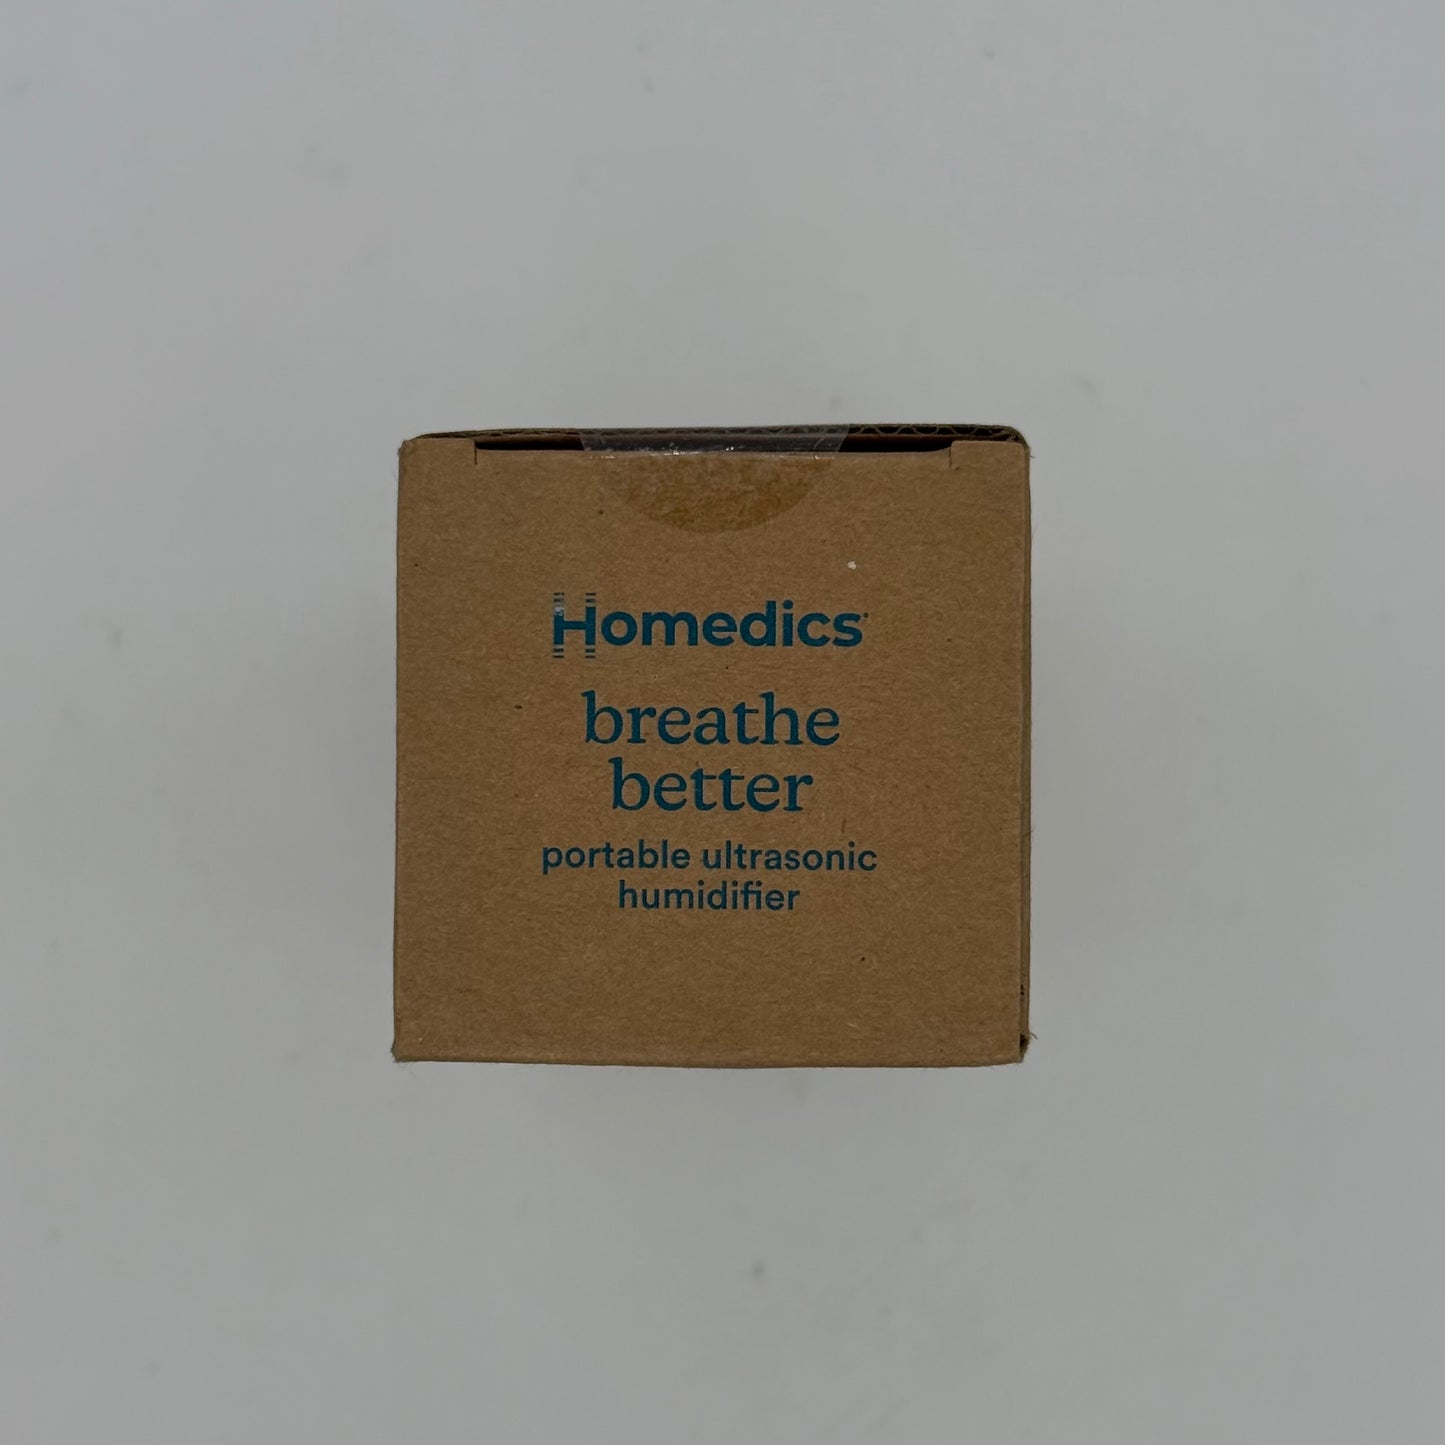 Homedics
breathe
better
portable ultrasonic
humidifier